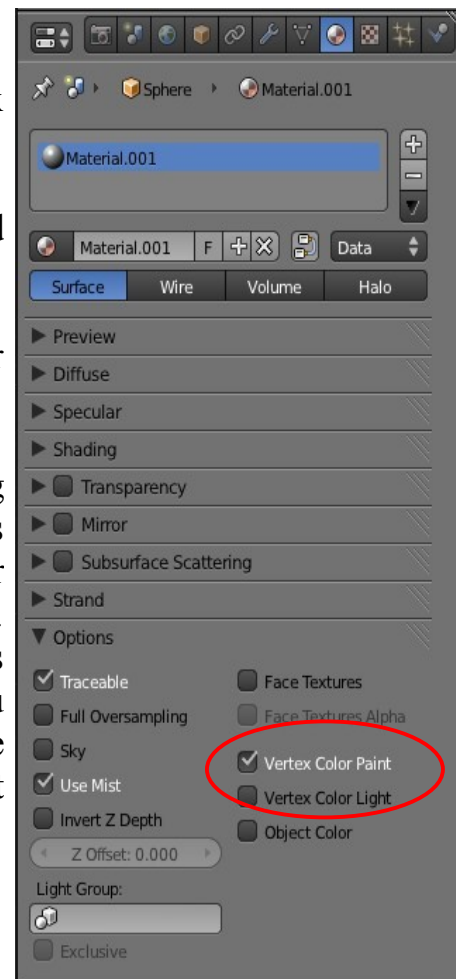 Sphere Material.001
Material.001
Material.001 F Data
Surface Wire Volume Halo
Preview
Diffuse
Specular
Shading
Transparency
Mirror
Subsurface Scattering
Strand
Options
Traceable Face Textures
Full Oversampling Face Textures Alpha
Sky Vertex Color Paint
Use Mist Vertex Color Light
Invert Z Depth Object Color
Z Offset: 0.000
Light Group:
Exclusive